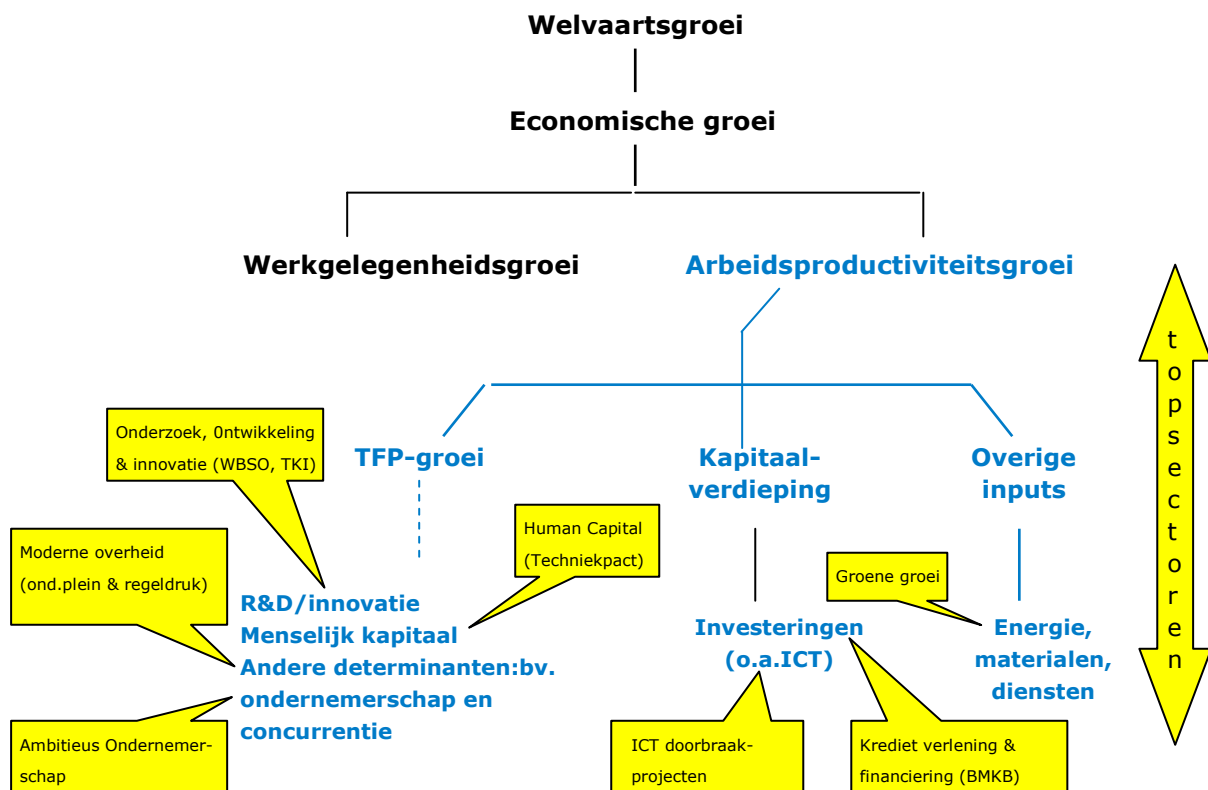 Welvaartsgroei
Economische groei
Werkgelegenheidsgroei
Arbeidsproductiviteitsgroei
Onderzoek, 0ntwikkeling
& innovatie (WBSO, TKI)
TFP-groei
Kapitaal-
verdieping
Overige
inputs
Moderne overheid
(ond.plein & regeldruk)
Human Capital
(Techniekpact)
Groene groei
R&D/innovatie
Menselijk kapitaal
Andere determinanten:bv.
ondernemerschap en
concurrentie
Investeringen
(o.a.ICT)
Energie,
materialen,
diensten
Ambitieus Ondernemer-
schap
ICT doorbraak-
projecten
Krediet verlening &
financiering (BMKB)
topsectoren